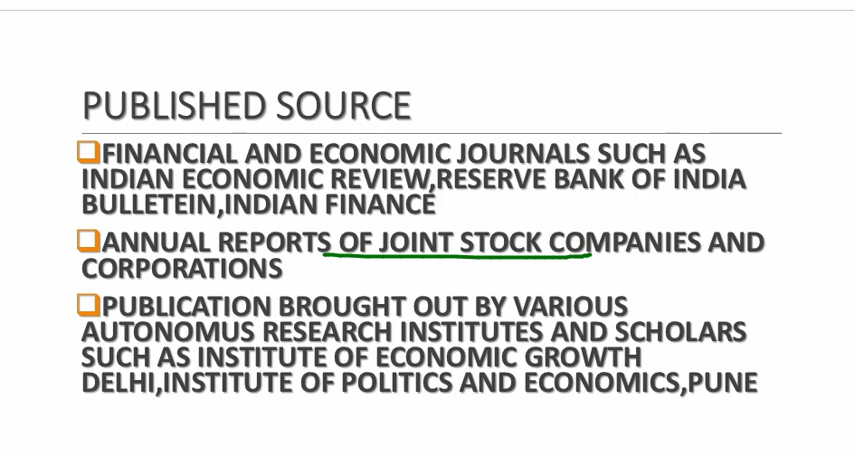 PUBLISHED SOURCE
FINANCIAL AND ECONOMIC JOURNALS SUCH AS
INDIAN ECONOMIC REVIEW,RESERVE BANK OF INDIA
BULLETEIN,INDIAN FINANCE
ANNUAL REPORTS OF JOINT STOCK COMPANIES AND
CORPORATIONS
PUBLICATION BROUGHT OUT BY VARIOUS
AUTONOMUS RESEARCH INSTITUTES AND SCHOLARS
SUCH AS INSTITUTE OF ECONOMIC GROWTH
DELHI,INSTITUTE OF POLITICS AND ECONOMICS,PUNE